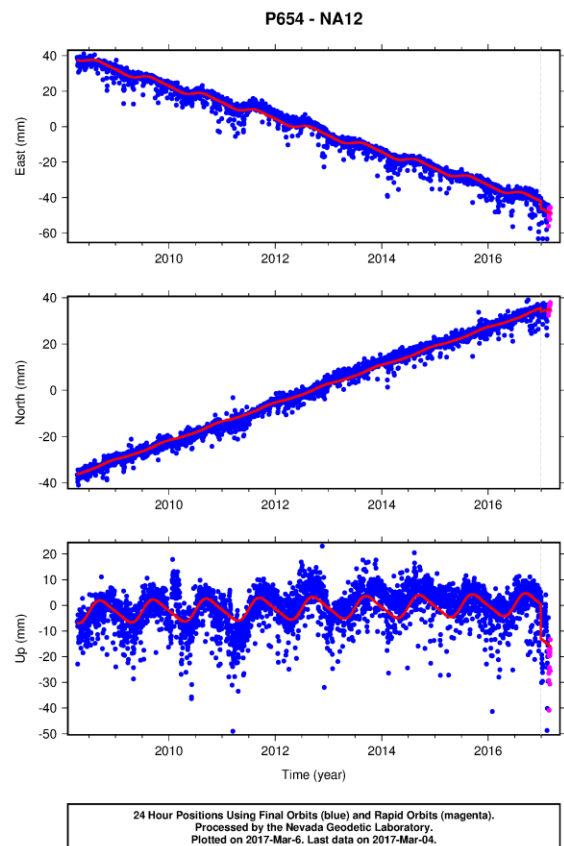 P654 - NA12
40
20
0
-20
-40
-60
East (mm)
2010 2012 2014 2016
40
20
0
-20
-40
North (mm)
2010 2012 2014 2016
20
10
0
-10
-20
-30
-40
-50
Up (mm)
2010 2012 2014 2016
Time (year)
24 Hour Positions Using Final Orbits (blue) and Rapid Orbits (magenta).
Processed by the Nevada Geodetic Laboratory.
Plotted on 2017-Mar-6. Last data on 2017-Mar-04.